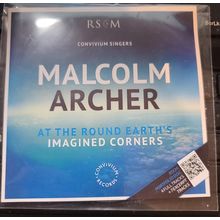 RSCM
CONVIVIUM SINGERS
MALCOLM
ARCHER
AT THE ROUND EARTH'S
IMAGINED CORNERS
CONVIVIUM
RECORDS